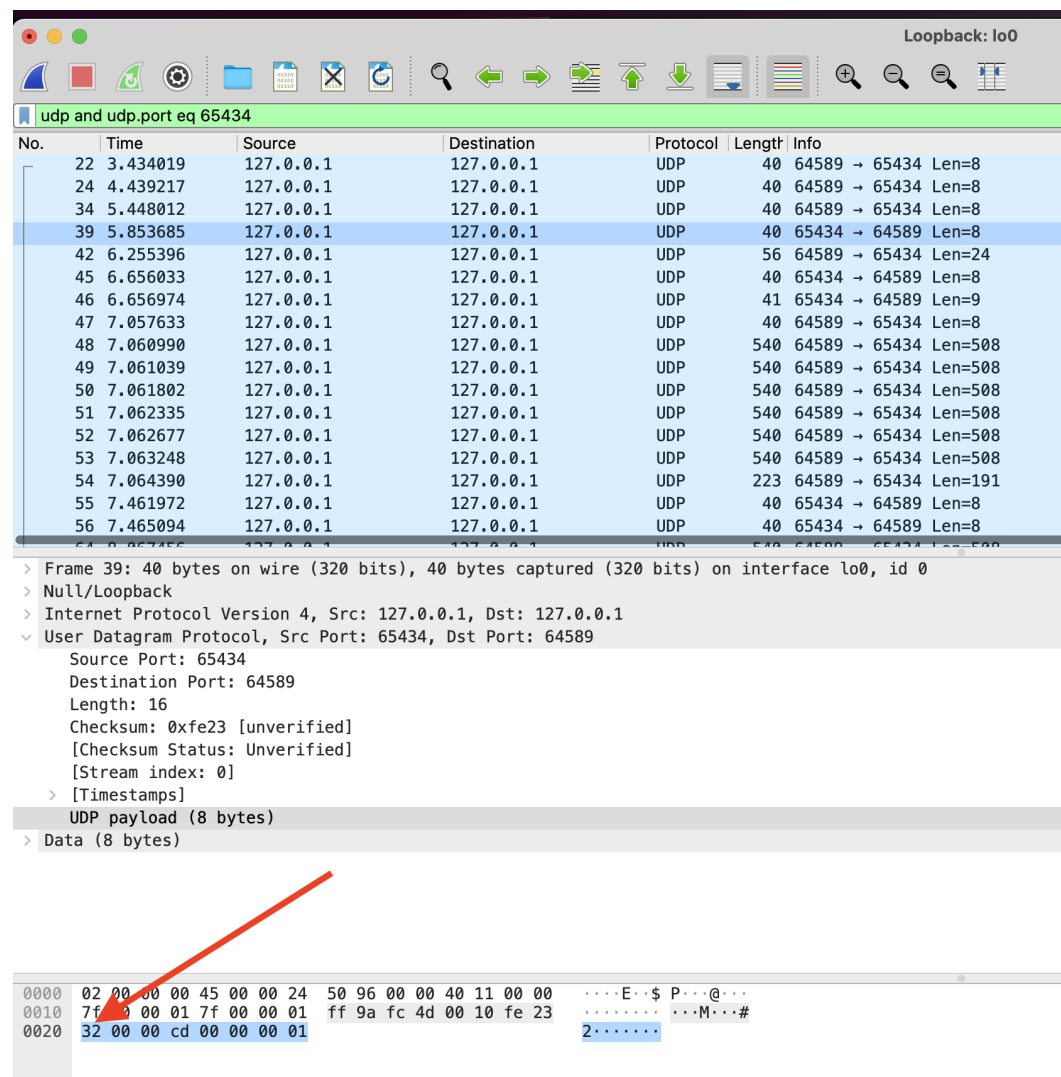 Loopback: lo0
udp and udp.port eq 65434
No. Time Source Destination Protocol Length Info
22 3.434019 127.0.0.1 127.0.0.1 UDP 40 64589 → 65434 Len=8
24 4.439217 127.0.0.1 127.0.0.1 UDP 40 64589 → 65434 Len=8
34 5.448012 127.0.0.1 127.0.0.1 UDP 40 64589 → 65434 Len=8
39 5.853685 127.0.0.1 127.0.0.1 UDP 40 65434 → 64589 Len=8
42 6.255396 127.0.0.1 127.0.0.1 UDP 56 64589 → 65434 Len=24
45 6.656033 127.0.0.1 127.0.0.1 UDP 40 65434 → 64589 Len=8
46 6.656974 127.0.0.1 127.0.0.1 UDP 41 65434 → 64589 Len=9
47 7.057633 127.0.0.1 127.0.0.1 UDP 40 64589 → 65434 Len=8
48 7.060990 127.0.0.1 127.0.0.1 UDP 540 64589 → 65434 Len=508
49 7.061039 127.0.0.1 127.0.0.1 UDP 540 64589 → 65434 Len=508
50 7.061802 127.0.0.1 127.0.0.1 UDP 540 64589 → 65434 Len=508
51 7.062335 127.0.0.1 127.0.0.1 UDP 540 64589 → 65434 Len=508
52 7.062677 127.0.0.1 127.0.0.1 UDP 540 64589 → 65434 Len=508
53 7.063248 127.0.0.1 127.0.0.1 UDP 540 64589 → 65434 Len=508
54 7.064390 127.0.0.1 127.0.0.1 UDP 223 64589 → 65434 Len=191
55 7.461972 127.0.0.1 127.0.0.1 UDP 40 65434 → 64589 Len=8
56 7.465094 127.0.0.1 127.0.0.1 UDP 40 65434 → 64589 Len=8
Frame 39: 40 bytes on wire (320 bits), 40 bytes captured (320 bits) on interface lo0, id 0
Null/Loopback
Internet Protocol Version 4, Src: 127.0.0.1, Dst: 127.0.0.1
User Datagram Protocol, Src Port: 65434, Dst Port: 64589
Source Port: 65434
Destination Port: 64589
Length: 16
Checksum: 0xfe23 [unverified]
[Checksum Status: Unverified]
[Stream index: 0]
[Timestamps]
UDP payload (8 bytes)
Data (8 bytes)
0000 02 00 00 00 45 00 00 24 50 96 00 00 40 11 00 00 ····E··$ P···@···
0010 7f 00 01 7f 00 00 01 ff 9a fc 4d 00 10 fe 23 ········ ···M···#
0020 32 00 00 cd 00 00 00 01 2·······